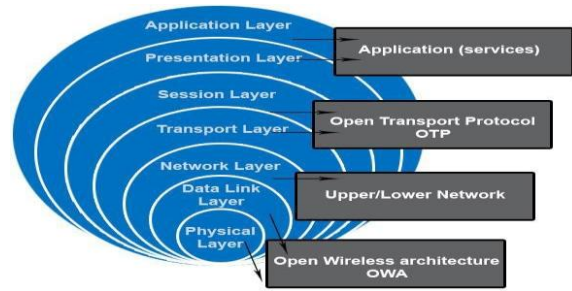 Application Layer
Application (services)
Presentation Layer
Session Layer
Open Transport Protocol
OTP
Transport Layer
Network Layer
Data Link
Layer
Upper/Lower Network
Physical
Layer
Open Wireless architecture
OWA